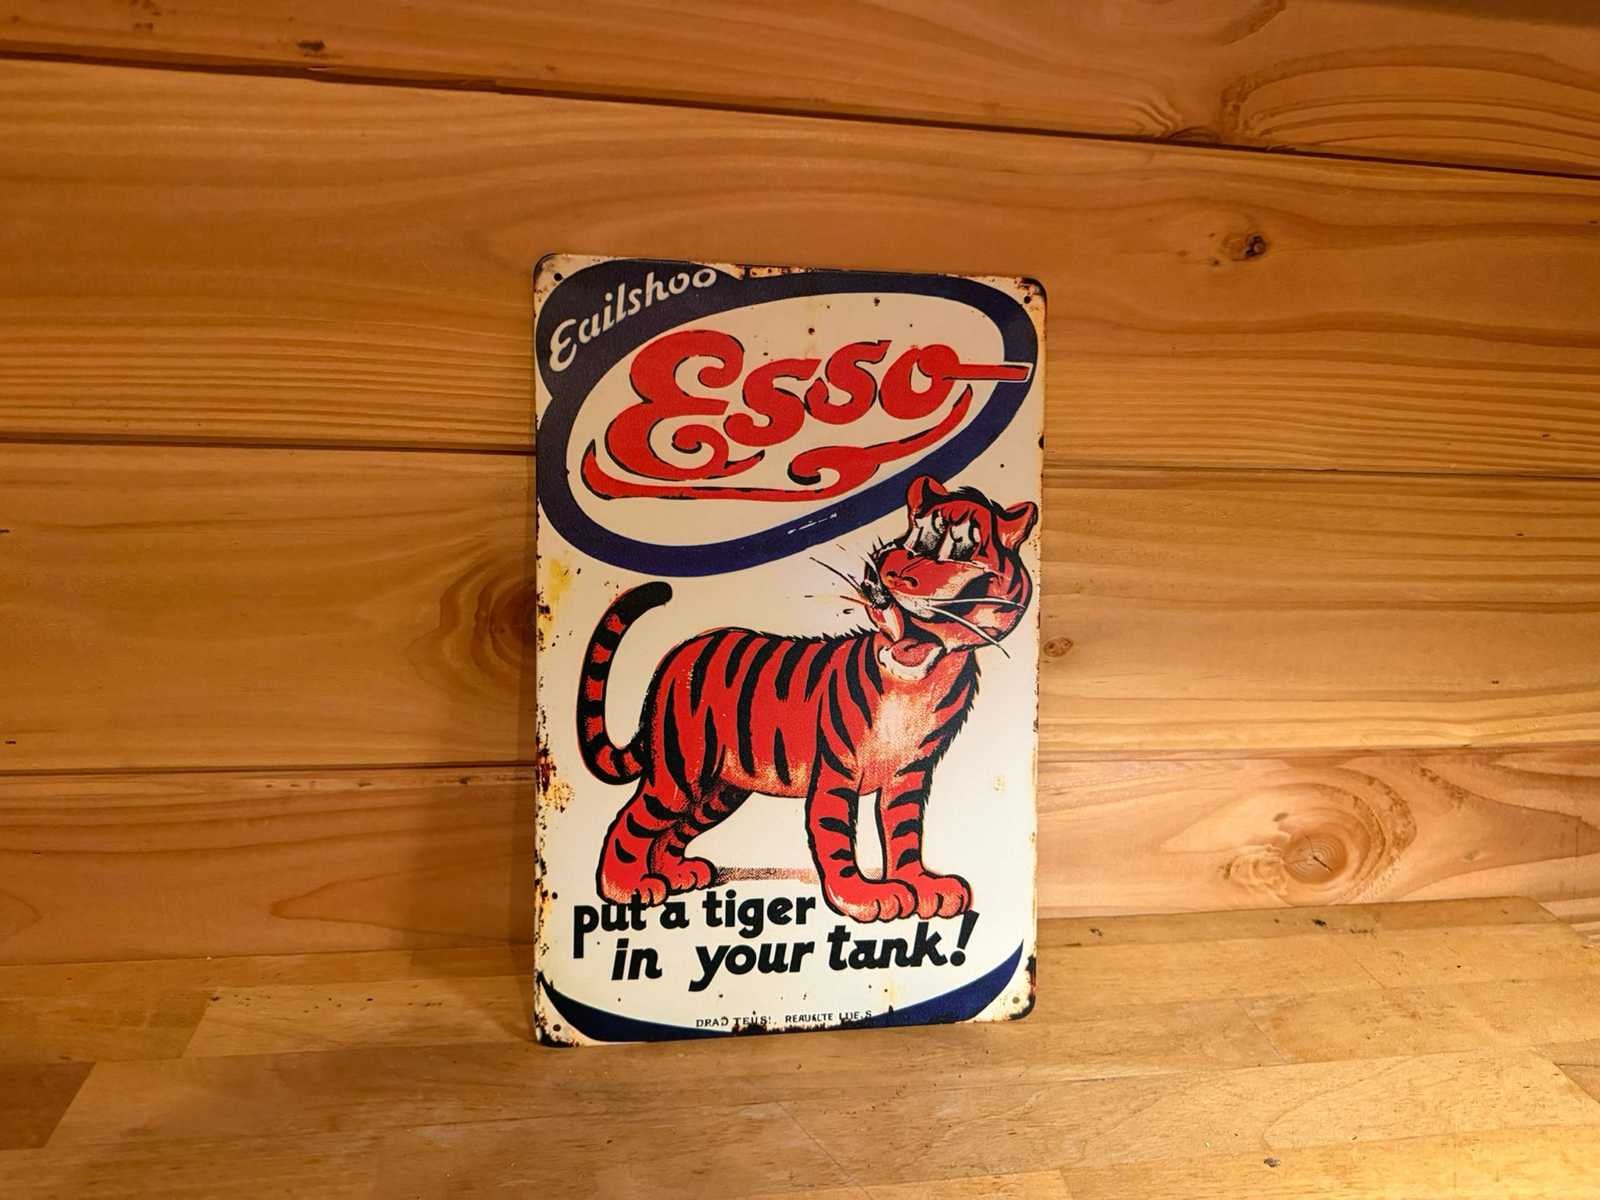 Eailshoo
Esso
put a tiger
in your tank!